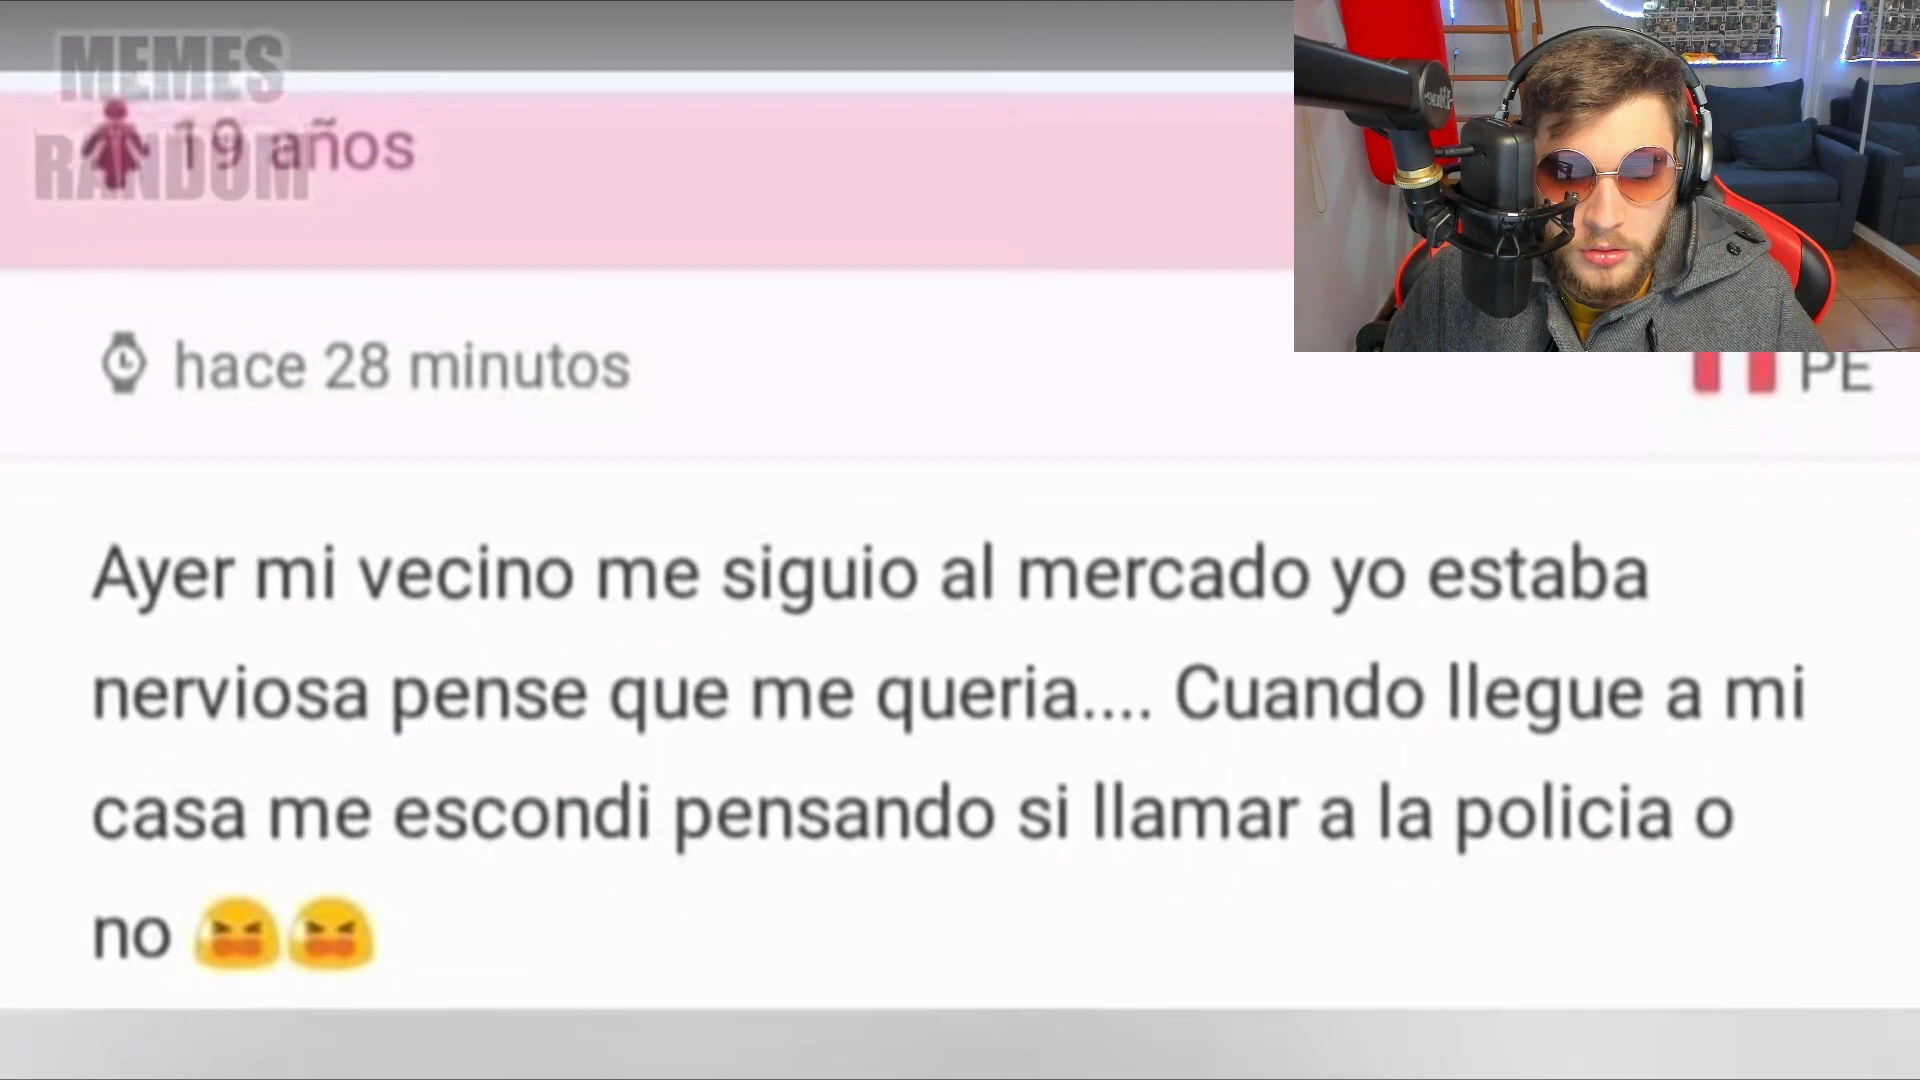 MEMES
RANDOM
19 años
hace 28 minutos
PE
Ayer mi vecino me siguio al mercado yo estaba
nerviosa pense que me queria.... Cuando llegue a mi
casa me escondi pensando si llamar a la policia o
no 😫😫